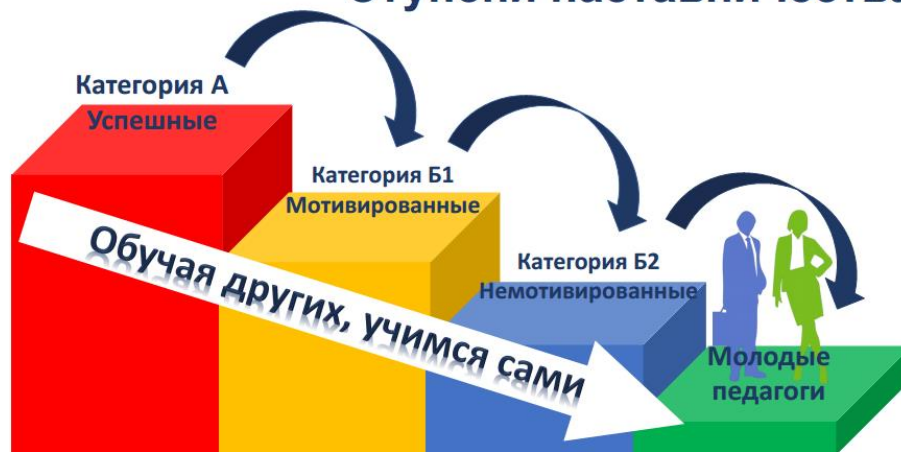 Категория А
Успешные
Категория Б1
Мотивированные
Категория Б2
Немотивированные
Молодые
педагоги
Обучая других, учимся сами